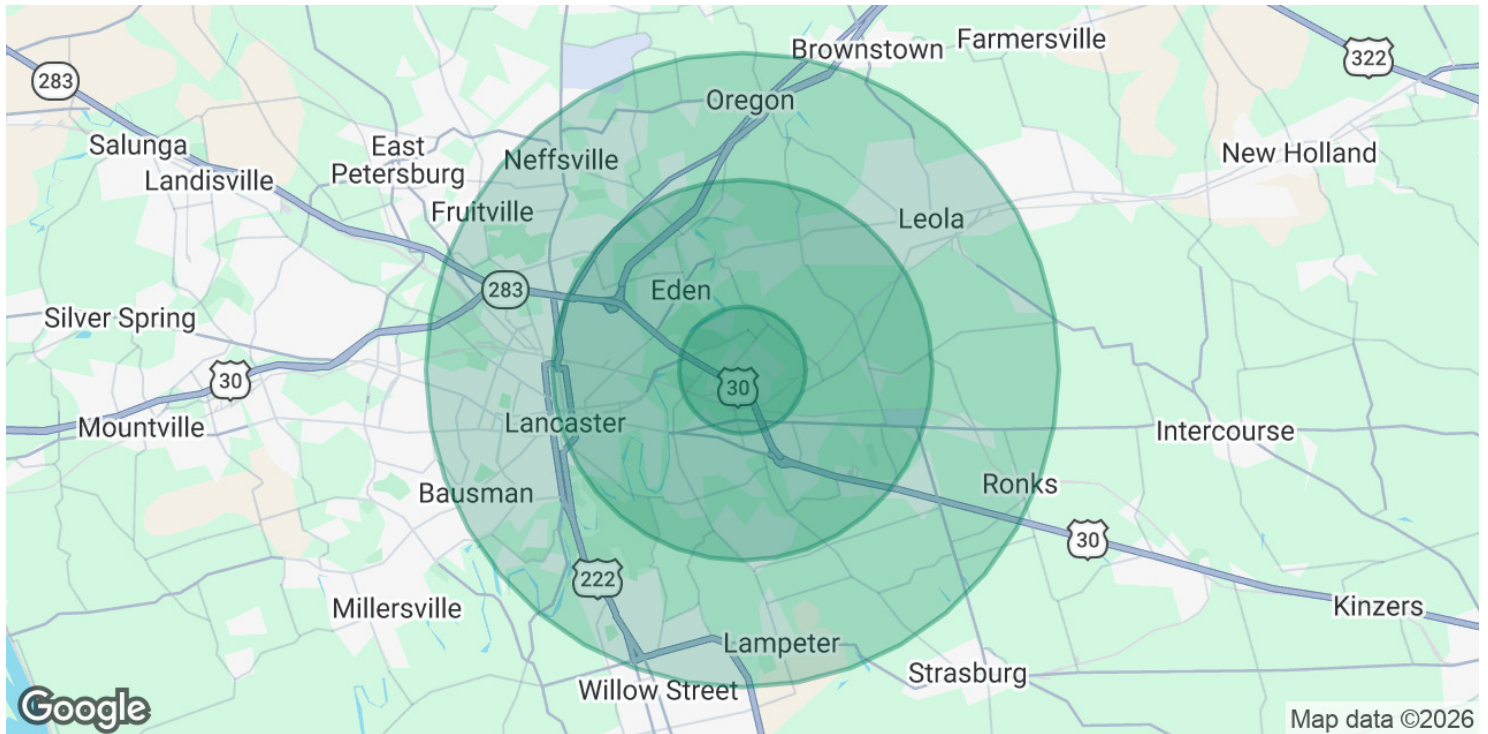 Brownstown
Farmersville
322
283
Oregon
Salunga
East
Petersburg
Neffsville
New Holland
Landisville
Fruitville
Leola
283
Eden
Silver Spring
30
30
Mountville
Lancaster
Intercourse
Bausman
Ronks
30
222
Millersville
Kinzers
Lampeter
Strasburg
Willow Street
Google
Map data ©2026